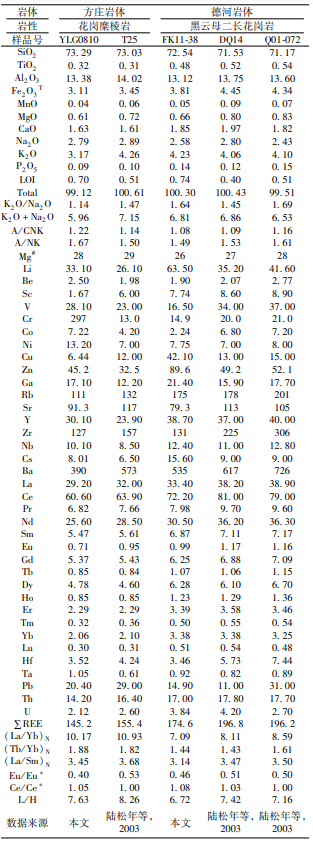 岩体 方庄岩体 德河岩体
岩性 花岗糜棱岩 黑云母二长花岗岩
样品号 YLG0810 T25 FK11-38 DQ14 Q01-072
SiO2 73.29 73.03 72.54 71.53 71.17
TiO2 0.32 0.31 0.48 0.52 0.54
Al2O3 13.38 14.02 13.12 13.75 13.60
Fe2O3T 3.11 3.45 3.81 4.45 4.34
MnO 0.04 0.06 0.05 0.09 0.07
MgO 0.61 0.72 0.66 0.80 0.83
CaO 1.63 1.61 1.85 1.97 1.82
Na2O 2.79 2.89 2.58 2.80 2.43
K2O 3.17 4.26 4.23 4.06 4.10
P2O5 0.09 0.10 0.14 0.12 0.15
LOI 0.70 0.51 0.74 0.40 0.51
Total 99.12 100.61 100.30 100.43 99.51
K2O/Na2O 1.14 1.47 1.64 1.45 1.69
K2O+Na2O 5.96 7.15 6.81 6.86 6.53
A/CNK 1.22 1.14 1.08 1.09 1.16
A/NK 1.67 1.50 1.49 1.53 1.61
Mg# 28 29 26 27 28
Li 33.10 26.10 63.50 35.20 41.60
Be 2.50 1.98 1.90 2.07 2.77
Sc 1.67 6.00 7.74 8.60 8.90
V 28.10 23.00 16.50 34.00 37.00
Cr 297 13.0 14.9 20.0 21.0
Co 7.22 4.20 2.24 6.80 7.20
Ni 13.20 7.00 7.75 7.00 8.00
Cu 6.44 12.00 42.10 13.00 15.00
Zn 45.2 32.5 89.6 49.2 52.1
Ga 17.10 12.20 21.40 15.90 17.70
Rb 111 132 175 178 201
Sr 91.3 117 79.3 113 105
Y 30.10 23.90 38.70 37.00 40.00
Zr 127 157 131 225 306
Nb 10.10 8.50 12.40 11.00 12.80
Cs 8.01 6.50 15.60 9.00 9.00
Ba 390 573 535 617 726
La 29.20 32.00 33.40 38.20 38.90
Ce 60.60 63.90 72.20 81.00 79.00
Pr 6.82 7.66 7.98 9.70 9.60
Nd 25.60 28.50 30.50 36.20 36.30
Sm 5.47 5.61 6.87 7.11 7.17
Eu 0.71 0.95 0.99 1.17 1.16
Gd 5.37 5.43 6.25 6.88 7.09
Tb 0.85 0.84 1.07 1.06 1.15
Dy 4.78 4.60 6.28 6.10 6.70
Ho 0.85 0.85 1.23 1.29 1.36
Er 2.29 2.29 3.39 3.58 3.46
Tm 0.32 0.36 0.50 0.55 0.54
Yb 2.06 2.10 3.38 3.38 3.25
Lu 0.30 0.31 0.51 0.54 0.48
Hf 3.52 4.24 3.46 5.73 7.44
Ta 1.05 0.61 0.92 0.82 0.89
Pb 20.40 29.00 14.90 11.00 31.00
Th 14.20 16.40 17.00 17.80 17.70
U 2.12 2.60 3.84 4.20 2.70
∑REE 145.2 155.4 174.6 196.8 196.2
(La/Yb)N 10.17 10.93 7.09 8.11 8.59
(Tb/Yb)N 1.88 1.82 1.44 1.43 1.61
(La/Sm)N 3.45 3.68 3.14 3.47 3.50
Eu/Eu* 0.40 0.53 0.46 0.51 0.50
Ce/Ce* 1.05 1.00 1.08 1.03 1.00
L/H 7.63 8.26 6.72 7.42 7.16
数据来源 本文 陆松年等, 2003 本文 陆松年等, 2003 陆松年等, 2003